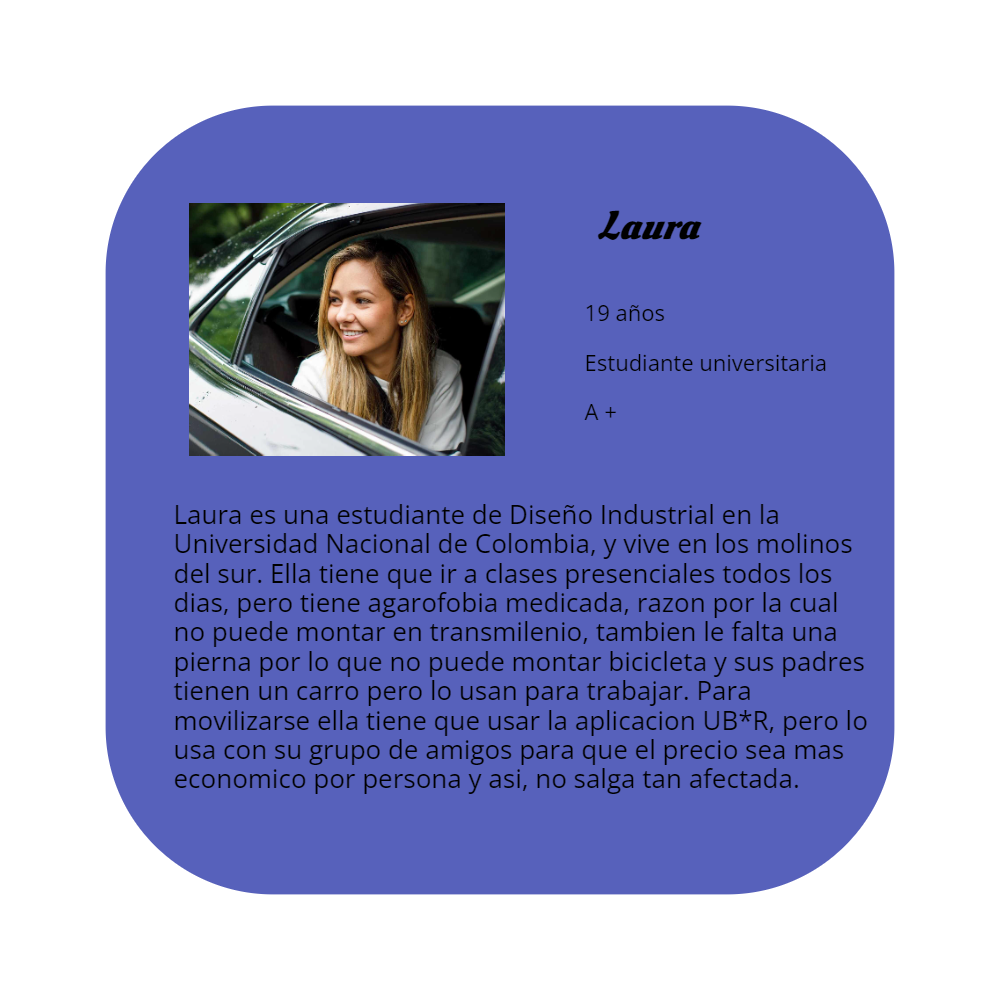 Laura
19 años
Estudiante universitaria
A +
Laura es una estudiante de Diseño Industrial en la
Universidad Nacional de Colombia, y vive en los molinos
del sur. Ella tiene que ir a clases presenciales todos los
dias, pero tiene agarofobia medicada, razon por la cual
no puede montar en transmilenio, tambien le falta una
pierna por lo que no puede montar bicicleta y sus padres
tienen un carro pero lo usan para trabajar. Para
movilizarse ella tiene que usar la aplicacion UB*R, pero lo
usa con su grupo de amigos para que el precio sea mas
economico por persona y asi, no salga tan afectada.